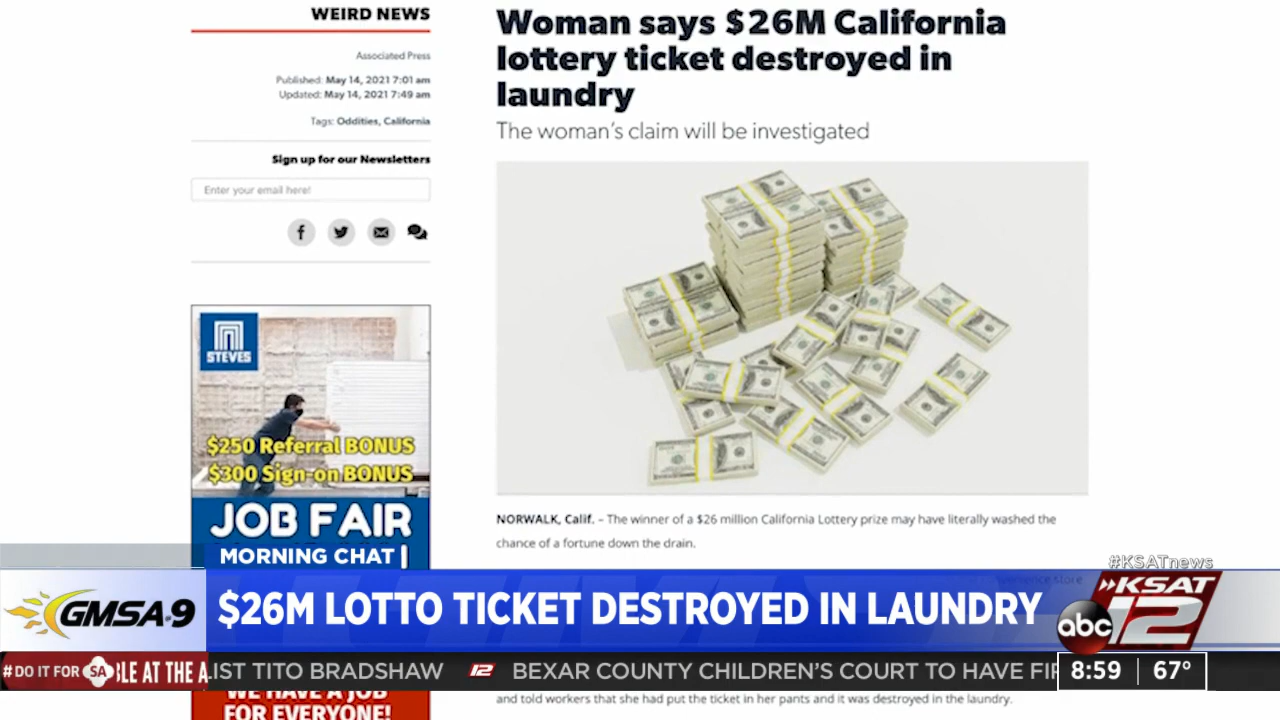 WEIRD NEWS
Associated Press
Published: May 14, 2021 7:01 am
Updated: May 14, 2021 7:49 am
Tags: Oddities, California
Sign up for our Newsletters
Enter your email here!
Woman says $26M California
lottery ticket destroyed in
laundry
The woman's claim will be investigated
STEVES
$250 Referral BONUS
$300 Sign-on BONUS
JOB FAIR
NORWALK, Calif. – The winner of a $26 million California Lottery prize may have literally washed the
chance of a fortune down the drain.
MORNING CHAT
#KSATnews
GMSA@9
$26M LOTTO TICKET DESTROYED IN LAUNDRY
abc
KSAT
12
#DO IT FOR SA
BLE AT THE A
IST TITO BRADSHAW 12 BEXAR COUNTY CHILDREN'S COURT TO HAVE FI
8:59 67°
WE HAVE A JOB
FOR EVERYONE!
and told workers that she had put the ticket in her pants and it was destroyed in the laundry.